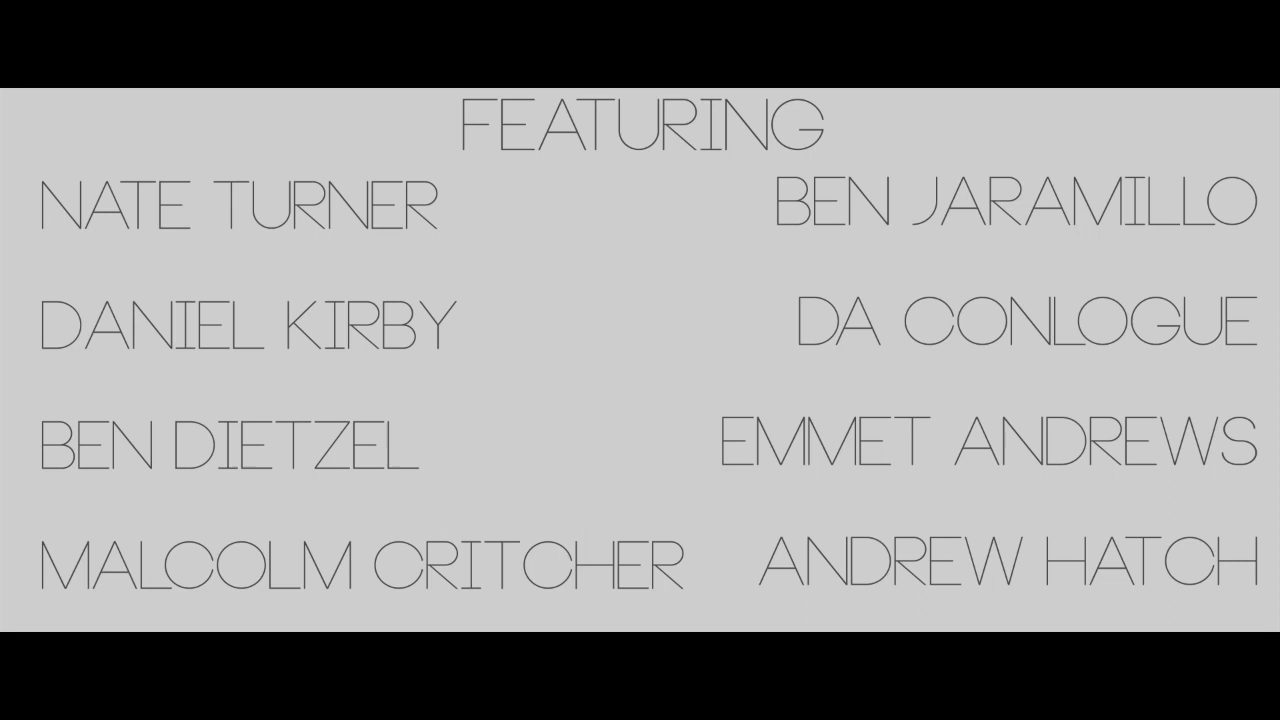 FEATURING
NATE TURNER
BEN JARAMILLO
DANIEL KIRBY
DA CONLOGUE
BEN DIETZEL
EMMET ANDREWS
MALCOLM CRITCHER
ANDREW HATCH